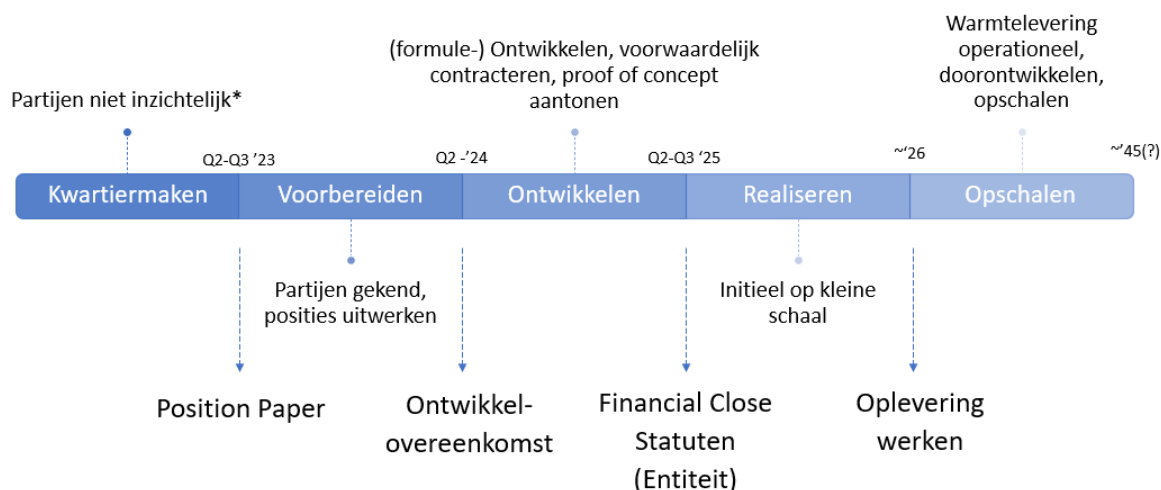 Warmtelevering
operationeel,
doorontwikkelen,
opschalen
(formule-) Ontwikkelen, voorwaardelijk
contracteren, proof of concept
aantonen
Partijen niet inzichtelijk*
Q2-Q3 '23
Q2 -'24
Q2-Q3 '25
~'26
~'45(?)
Kwartiermaken
Voorbereiden
Ontwikkelen
Realiseren
Opschalen
Partijen gekend,
posities uitwerken
Initieel op kleine
schaal
Position Paper
Ontwikkel-
overeenkomst
Financial Close
Statuten
(Entiteit)
Oplevering
werken